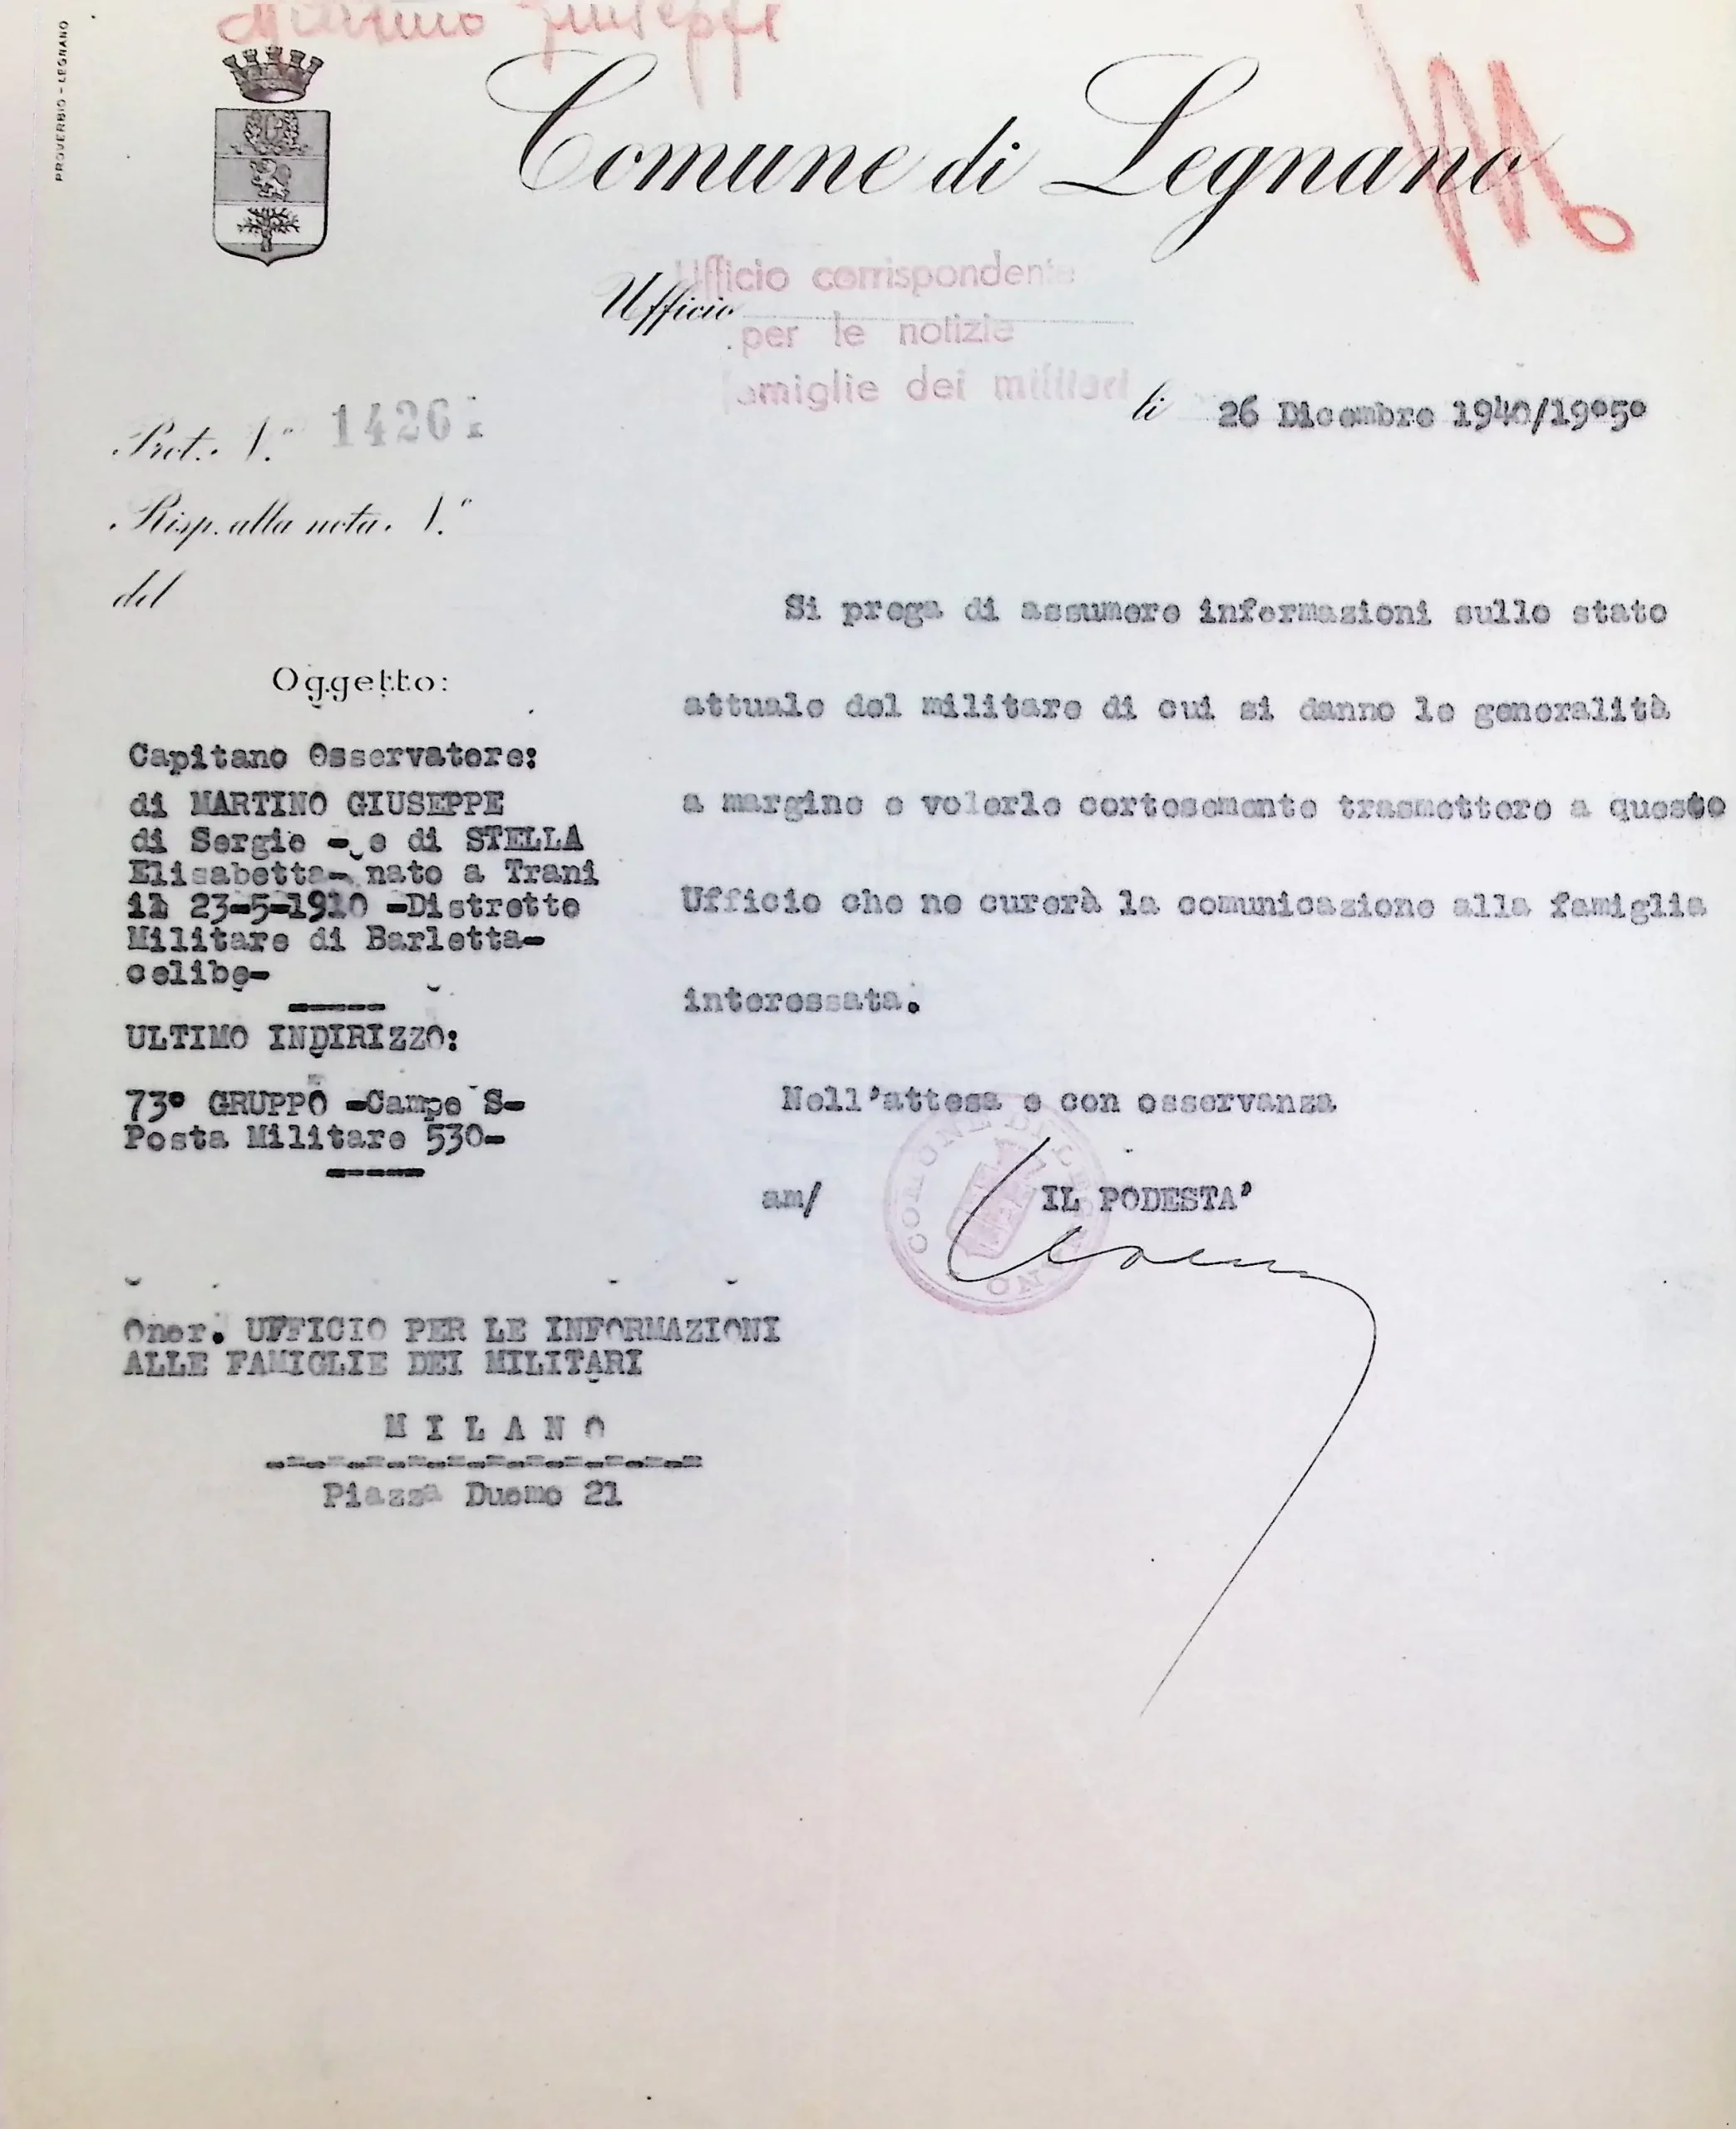 Martino Giuseppe
PROVERBIO - LEGNANO
Comune di Legnano
Ufficio
Ufficio corrispondente
per le notizie
famiglie dei militari
li 26 Dicembre 1940/19°5°
Prot. N.°
Risp. alla nota N.°
del
Si prega di assumere informazioni sullo stato
attuale del militare di cui si danno le generalità
a margine e volerle cortesemente trasmettere a questo
Ufficio che ne curerà la comunicazione alla famiglia
interessata.
Oggetto:
Capitano Osservatore:
di MARTINO GIUSEPPE
di Sergio - e di STELLA
Elisabetta- nato a Trani
il 23-5-1910 -Distretto
Militare di Barletta-
celibe-
ULTIMO INDIRIZZO:
73° GRUPPO -Campo S-
Posta Militare 530-
Nell'attesa e con osservanza
am/
IL PODESTA'
COMUNE DI LEGNANO
Onor. UFFICIO PER LE INFORMAZIONI
ALLE FAMIGLIE DEI MILITARI
M I L A N O
Piazza Duomo 21